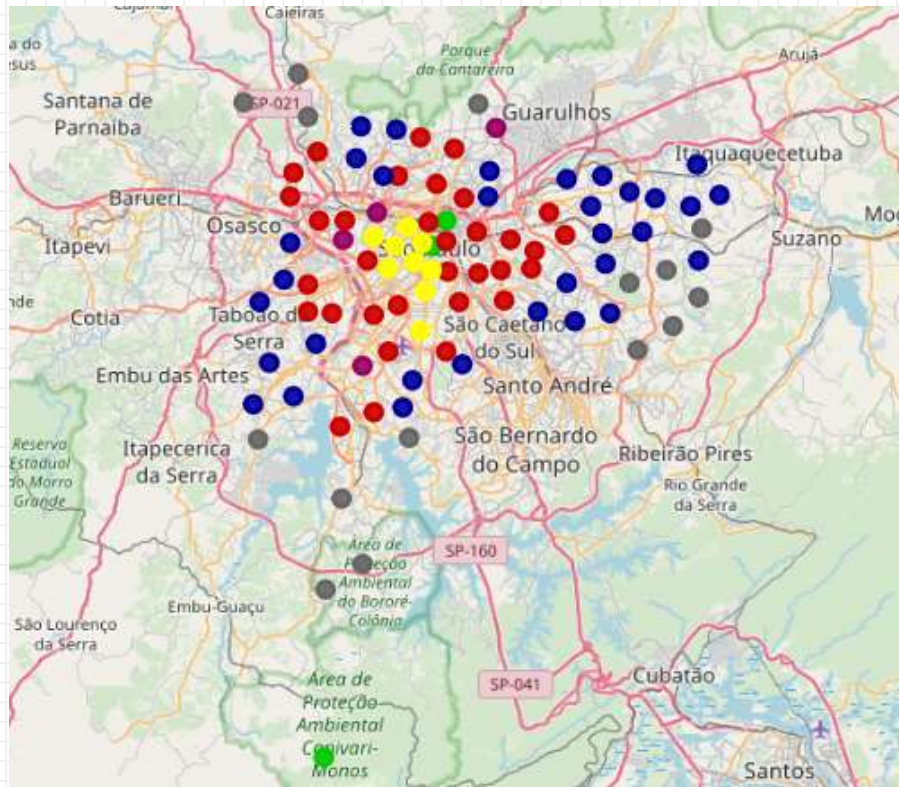 Caieiras
Parque
da-Cantareira
Arujá
Santana de
Parnaíba
SP-021
Guarulhos
Itaquaquecetuba
Barueri
Osasco
Itapevi
Suzano
Cotia
Taboão d
Serra
São Caetano
do Sul
Embu das Artes
Santo André
Itapecerica
da Serra
São Bernardo
do Campo
Ribeirão Pires
Rio Grande
da Serra
Reserva
Estadual
do Morro
Grande
SP-160
Área de
Ambiental
do Bororé-
Colônia
Embu-Guaçu
São Lourenço
da Serra
SP-041
Cubatão
Área de
Proteção
Ambiental
Capivari-
Monos
Santos